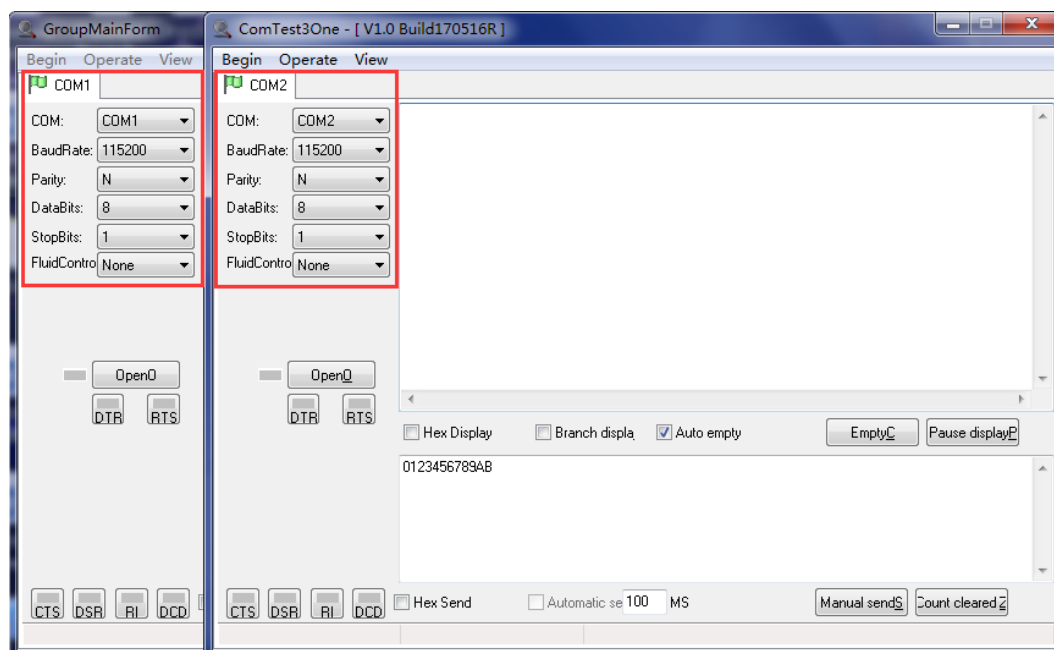 GroupMainForm
Begin Operate View
COM1
COM: COM1
BaudRate: 115200
Parity: N
DataBits: 8
StopBits: 1
FluidContro None
OpenO
DTR RTS
CTS DSR RI DCD
ComTest3One - [ V1.0 Build170516R ]
Begin Operate View
COM2
COM: COM2
BaudRate: 115200
Parity: N
DataBits: 8
StopBits: 1
FluidContro None
OpenO
DTR RTS
CTS DSR RI DCD
Hex Display Branch displa Auto empty EmptyC Pause displayP
0123456789AB
Hex Send Automatic se 100 MS Manual sendS Count cleared Z